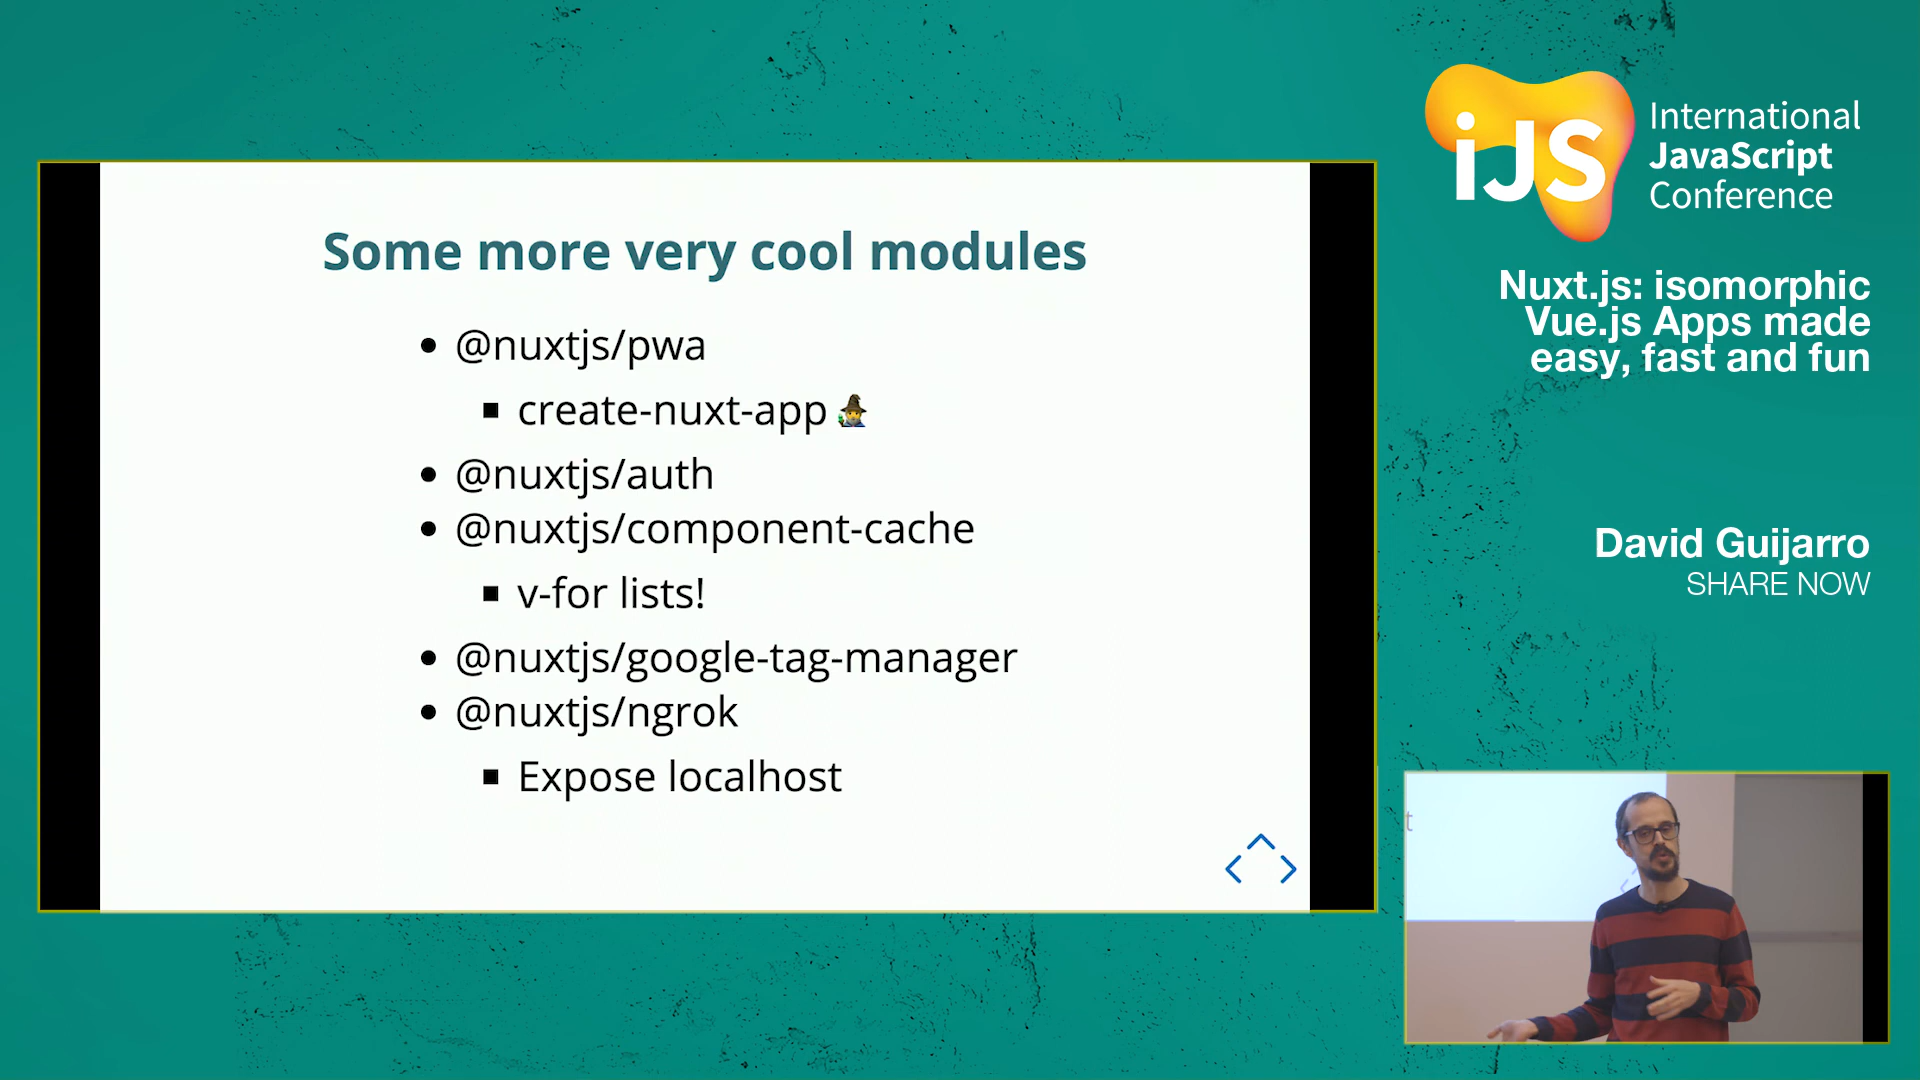 Some more very cool modules
@nuxtjs/pwa
create-nuxt-app
@nuxtjs/auth
@nuxtjs/component-cache
v-for lists!
@nuxtjs/google-tag-manager
@nuxtjs/ngrok
Expose localhost
iJS
International
JavaScript
Conference
Nuxt.js: isomorphic
Vue.js Apps made
easy, fast and fun
David Guijarro
SHARE NOW
t